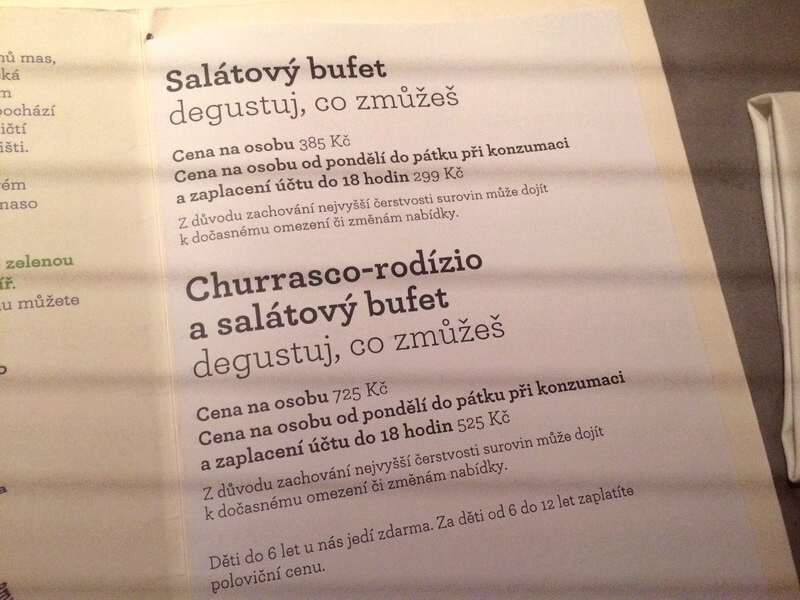 mas,
pochází
zelenou
můžete
Salátový bufet
degustuj, co zmůžeš
Cena na osobu 385 Kč
Cena na osobu od pondělí do pátku při konzumaci
a zaplacení účtu do 18 hodin 299 Kč
Z důvodu zachování nejvyšší čerstvosti surovin může dojít
k dočasnému omezení či změnám nabídky.
Churrasco-rodízio
a salátový bufet
degustuj, co zmůžeš
Cena na osobu 725 Kč
Cena na osobu od pondělí do pátku při konzumaci
a zaplacení účtu do 18 hodin 525 Kč
Z důvodu zachování nejvyšší čerstvosti surovin může dojít
k dočasnému omezení či změnám nabídky.
Děti do 6 let u nás jedí zdarma. Za děti od 6 do 12 let zaplatíte
poloviční cenu.